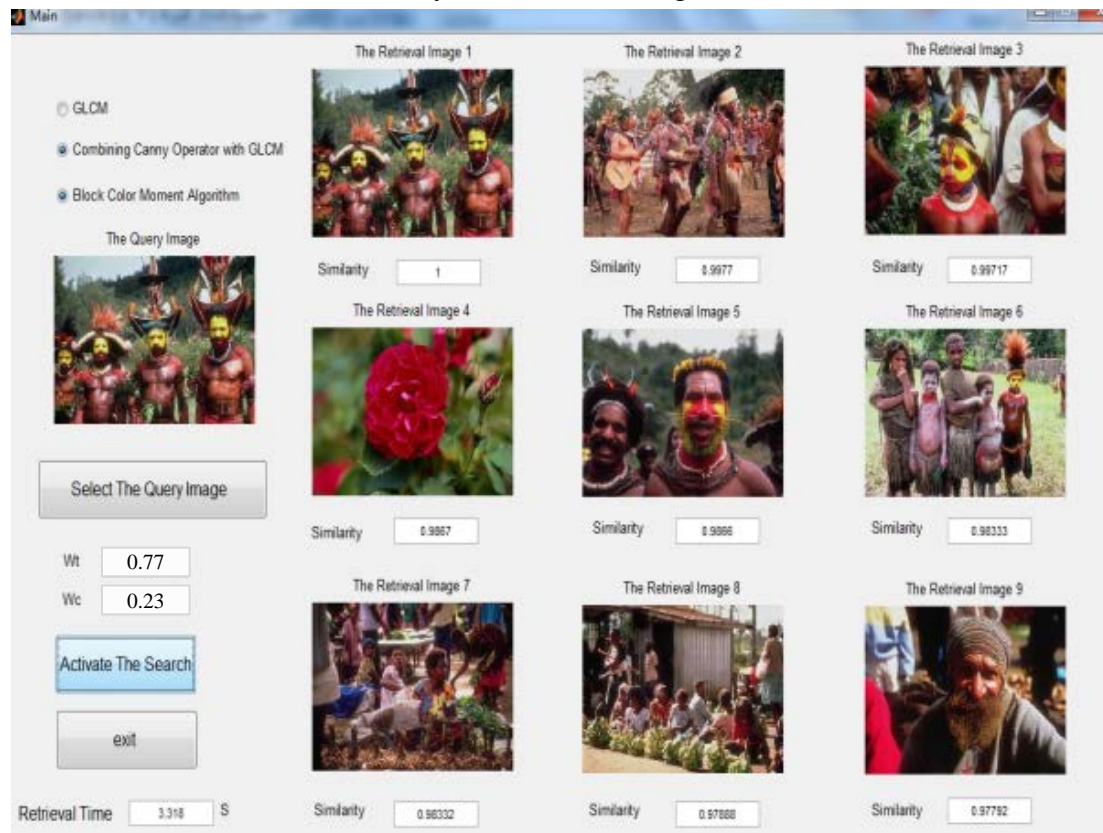 Main
GLCM
Combining Canny Operator with GLCM
Block Color Moment Algorithm
The Query Image
Select The Query Image
Wt 0.77
Wc 0.23
Activate The Search
exit
Retrieval Time 3.318 S
The Retrieval Image 1
Similarity 1
The Retrieval Image 2
Similarity 0.9977
The Retrieval Image 3
Similarity 0.99717
The Retrieval Image 4
Similarity 0.9867
The Retrieval Image 5
Similarity 0.9866
The Retrieval Image 6
Similarity 0.98333
The Retrieval Image 7
Similarity 0.98332
The Retrieval Image 8
Similarity 0.97888
The Retrieval Image 9
Similarity 0.97792